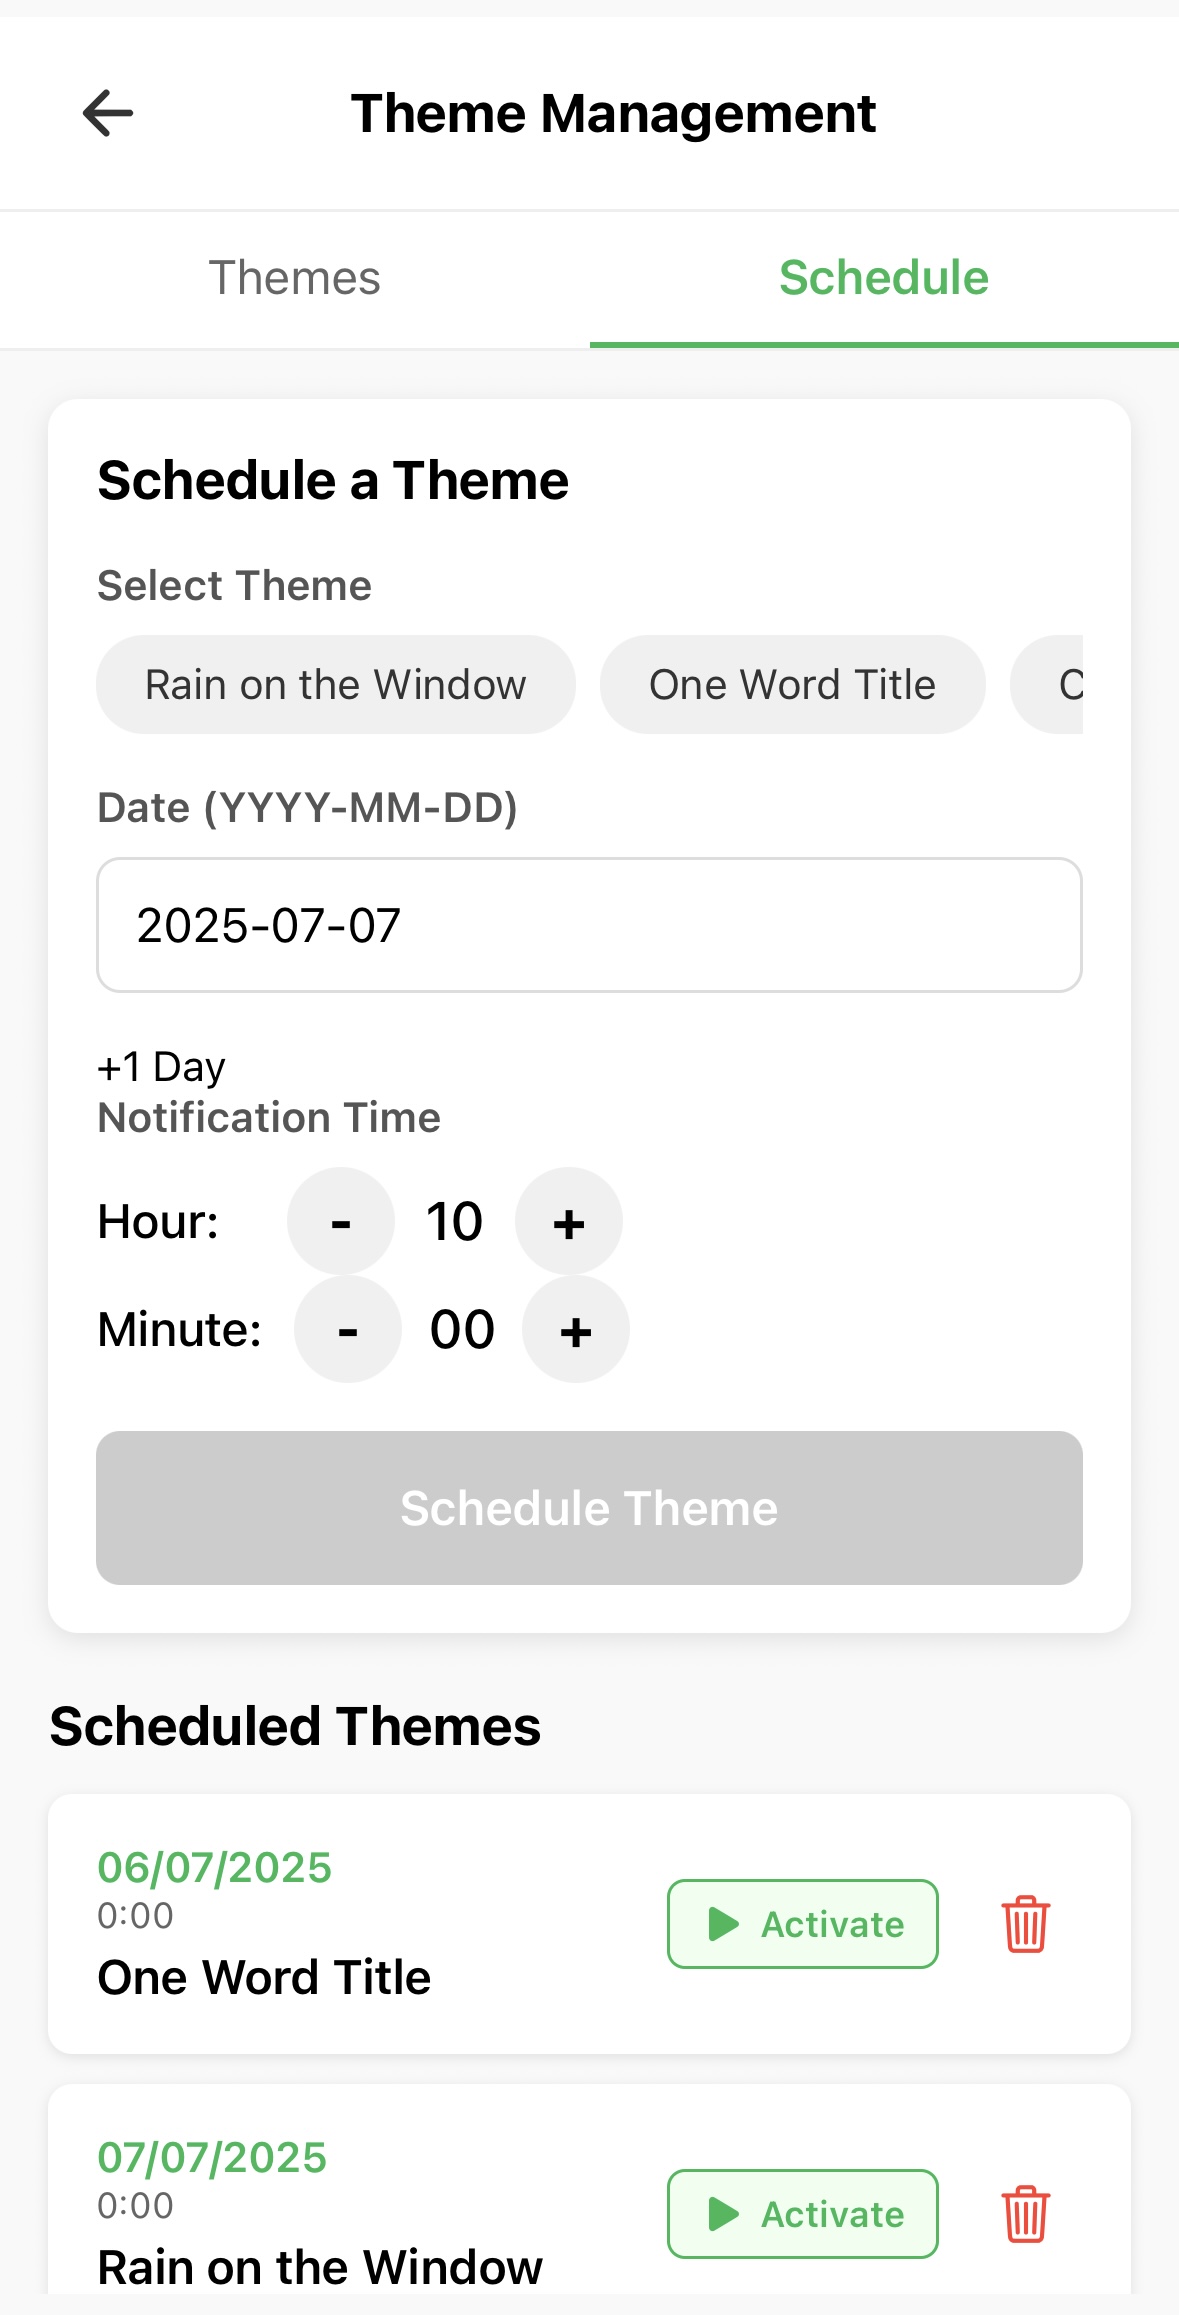 Theme Management
Themes Schedule
Schedule a Theme
Select Theme
Rain on the Window One Word Title
Date (YYYY-MM-DD)
2025-07-07
+1 Day
Notification Time
Hour: - 10 +
Minute: - 00 +
Schedule Theme
Scheduled Themes
06/07/2025
0:00
One Word Title
Activate
07/07/2025
0:00
Rain on the Window
Activate